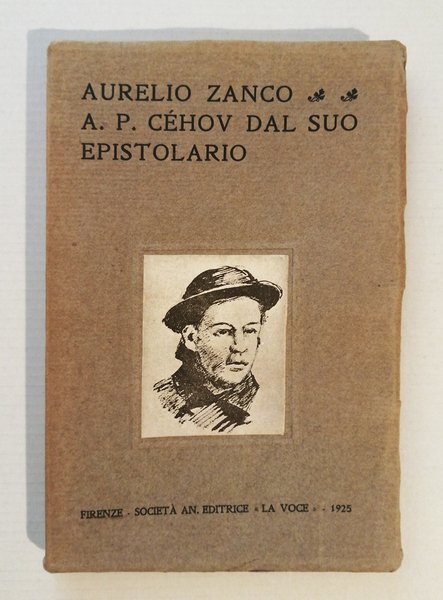 AURELIO ZANCO
A. P. CÉHOV DAL SUO
EPISTOLARIO
FIRENZE - SOCIETÀ AN. EDITRICE « LA VOCE » - 1925